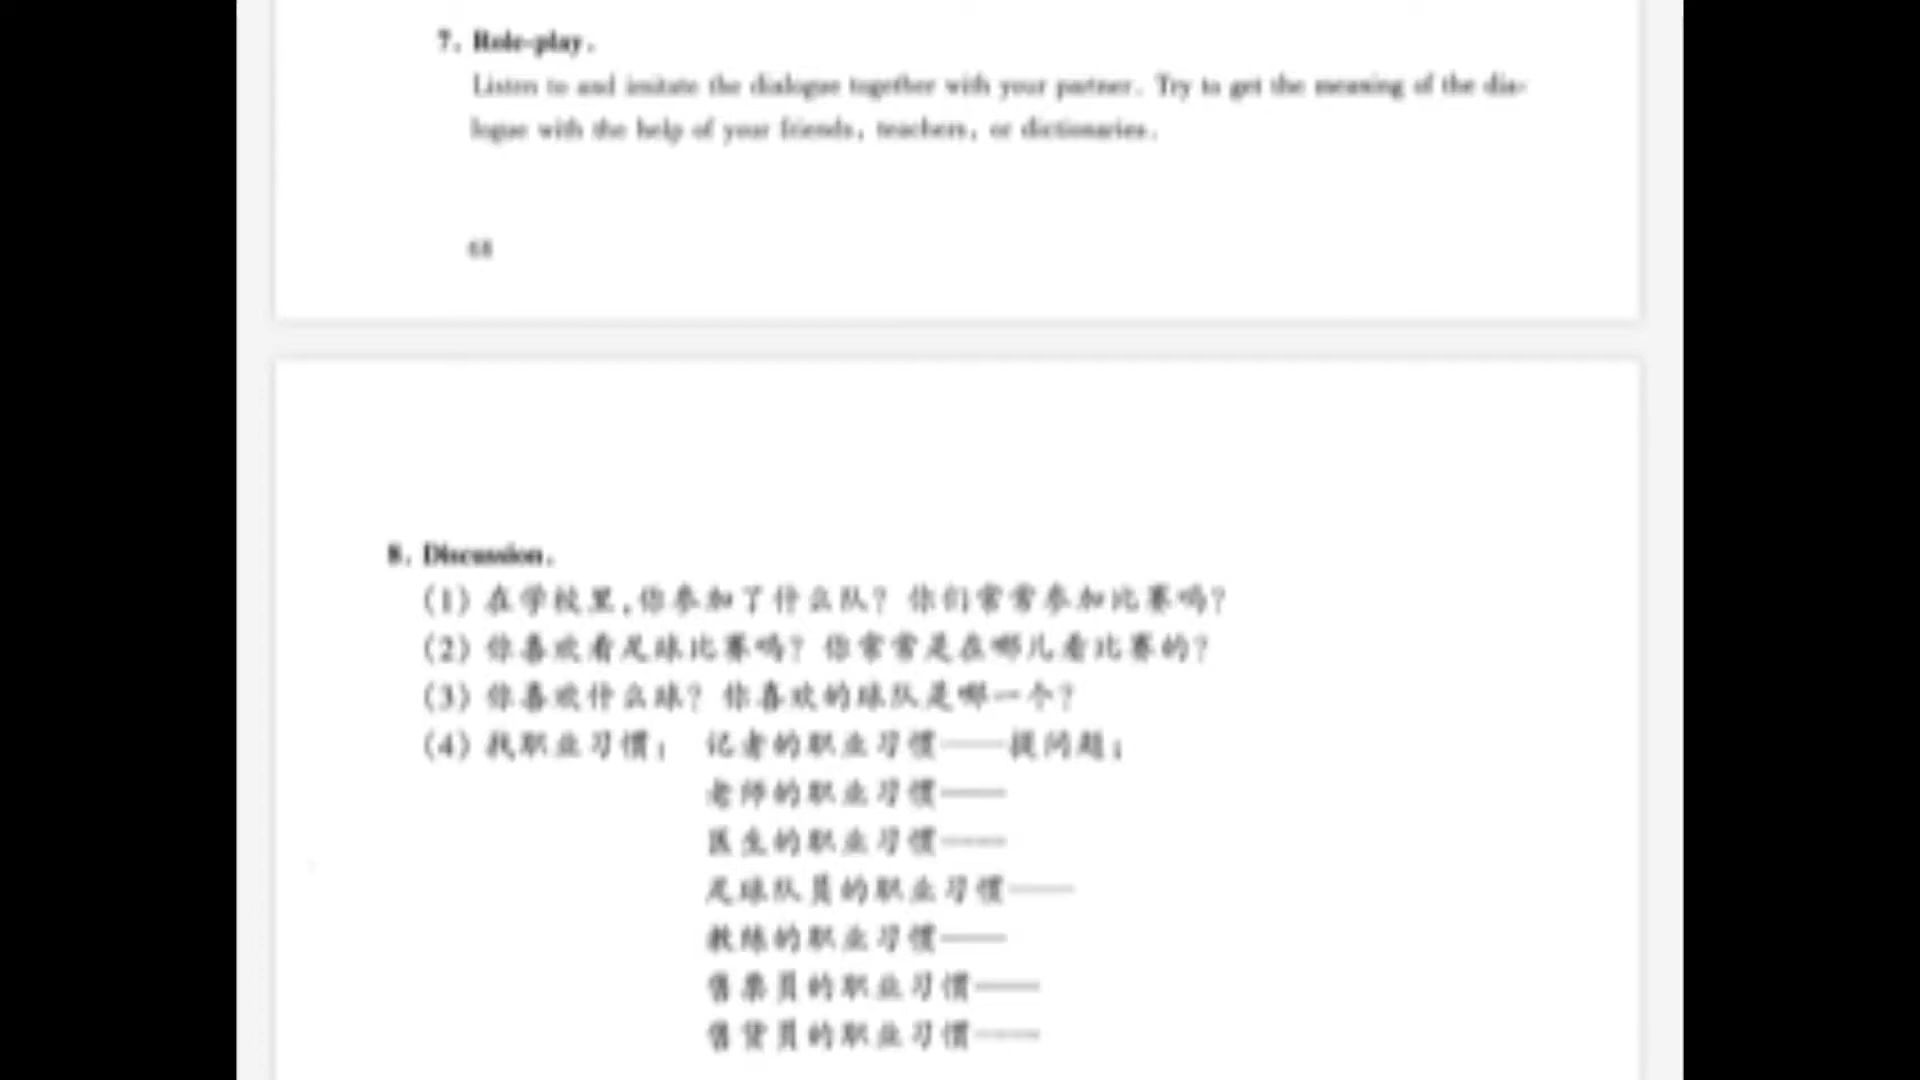 7. Role-play.
Listen to and imitate the dialogue together with your partner. Try to get the meaning of the dia-
logue with the help of your friends, teachers, or dictionaries.
68
8. Discussion.
(1) 在学校里,你参加了什么队? 你们常常参加比赛吗?
(2) 你喜欢看足球比赛吗? 你常常是在哪儿看比赛的?
(3) 你喜欢什么球? 你喜欢的球队是哪一个?
(4) 找职业习惯: 记者的职业习惯——提问题;
老师的职业习惯——
医生的职业习惯——
足球队员的职业习惯——
教练的职业习惯——
售票员的职业习惯——
售货员的职业习惯——